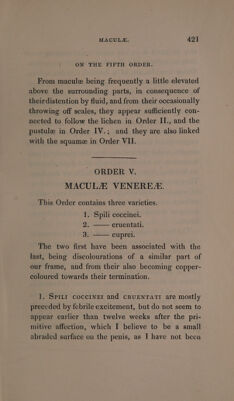 MACULÆ. 421
ON THE FIFTH ORDER.
From maculæ being frequently a little elevated
above the surrounding parts, in consequence of
their distention by fluid, and from their occasionally
throwing off scales, they appear sufficiently con-
nected to follow the lichen in Order II., and the
pustulæ in Order IV.; and they are also linked
with the squamæ in Order VII.
ORDER V.
MACULÆ VENEREÆ.
This Order contains three varieties.
1. Spili coccinei.
2. —— cruentati.
3. —— cuprei.
The two first have been associated with the
last, being discolourations of a similar part of
our frame, and from their also becoming copper-
coloured towards their termination.
1. SPILI COCCINEI and CRUENTATI are mostly
preceded by febrile excitement, but do not seem to
appear earlier than twelve weeks after the pri-
mitive affection, which I believe to be a small
abraded surface on the penis, as I have not been